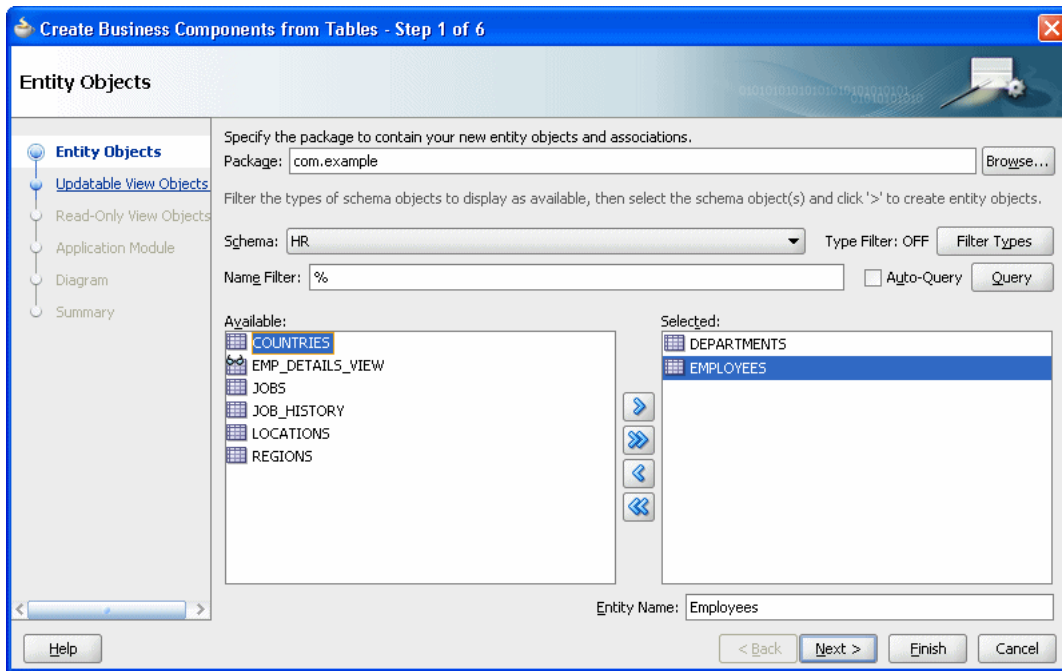 Create Business Components from Tables - Step 1 of 6
Entity Objects
Entity Objects
Updatable View Objects
Read-Only View Objects
Application Module
Diagram
Summary
Specify the package to contain your new entity objects and associations.
Package: com.example Browse...
Filter the types of schema objects to display as available, then select the schema object(s) and click '>' to create entity objects.
Schema: HR Type Filter: OFF Filter Types
Name Filter: % Auto-Query Query
Available:
COUNTRIES
EMP_DETAILS_VIEW
JOBS
JOB_HISTORY
LOCATIONS
REGIONS
Selected:
DEPARTMENTS
EMPLOYEES
Entity Name: Employees
Help < Back Next > Finish Cancel